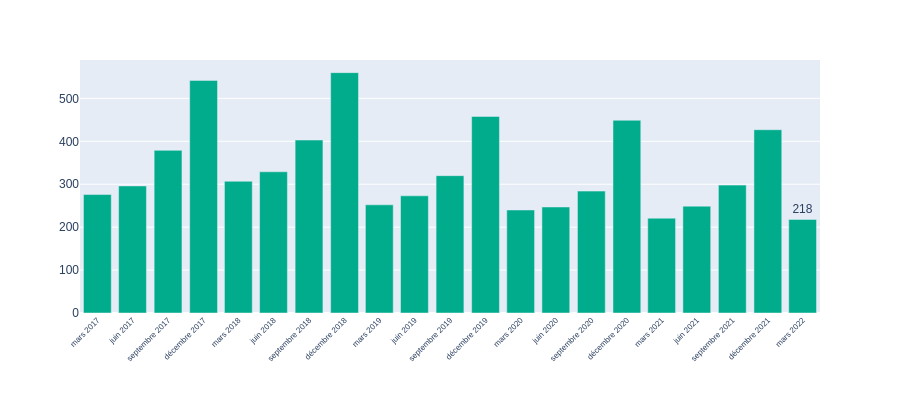 500
400
300
200
100
0
218
mars 2017
juin 2017
septembre 2017
décembre 2017
mars 2018
juin 2018
septembre 2018
décembre 2018
mars 2019
juin 2019
septembre 2019
décembre 2019
mars 2020
juin 2020
septembre 2020
décembre 2020
mars 2021
juin 2021
septembre 2021
décembre 2021
mars 2022